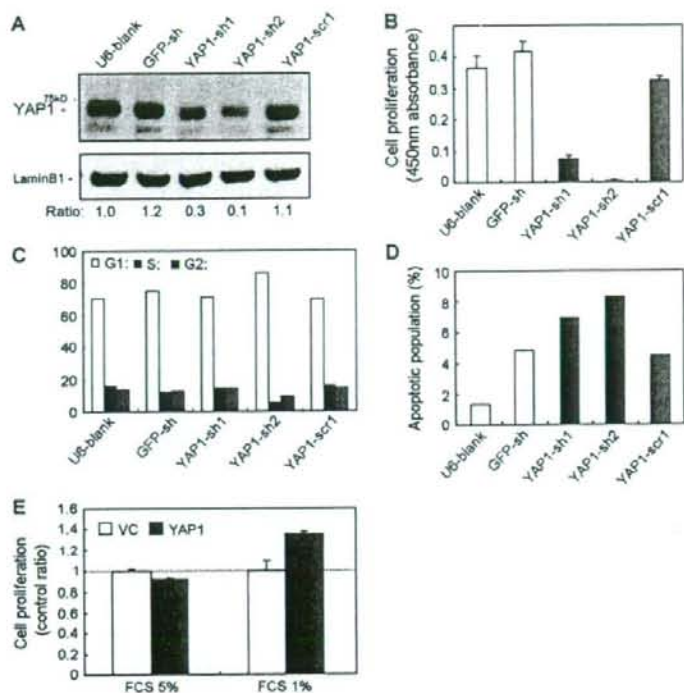 A
U6-blank
GFP-sh
YAP1-sh1
YAP1-sh2
YAP1-scr1
75kD
YAP1 -
LaminB1 -
Ratio: 1.0 1.2 0.3 0.1 1.1
B
Cell proliferation
(450nm absorbance)
0.4
0.3
0.2
0.1
0
U6-blank
GFP-sh
YAP1-sh1
YAP1-sh2
YAP1-scr1
C
G1: S: G2:
100
80
60
40
20
0
U6-blank
GFP-sh
YAP1-sh1
YAP1-sh2
YAP1-scr1
D
Apoptotic population (%)
10
8
6
4
2
0
U6-blank
GFP-sh
YAP1-sh1
YAP1-sh2
YAP1-scr1
E
Cell proliferation
(control ratio)
VC YAP1
1.6
1.4
1.2
1
0.8
0.6
0.4
0.2
0
FCS 5% FCS 1%